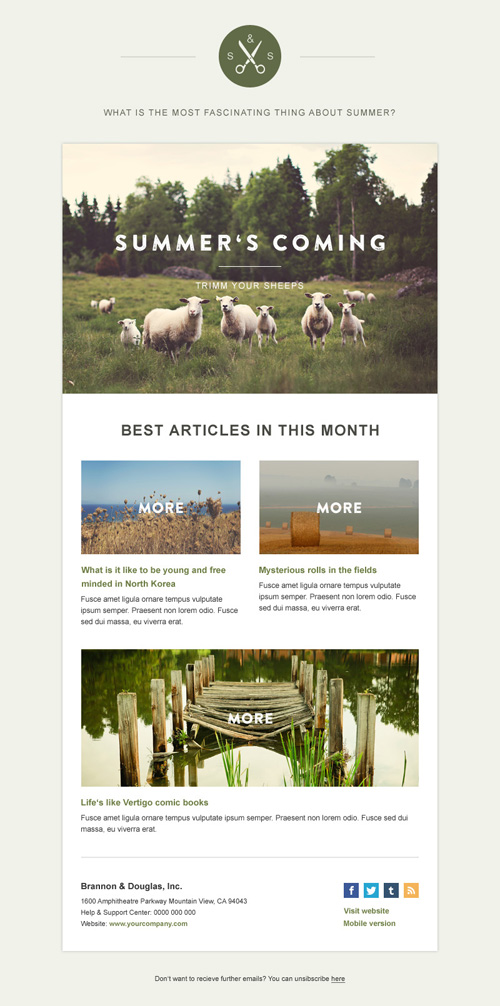 &
S S
WHAT IS THE MOST FASCINATING THING ABOUT SUMMER?
SUMMER'S COMING
TRIMM YOUR SHEEPS
BEST ARTICLES IN THIS MONTH
MORE
MORE
What is it like to be young and free
minded in North Korea
Fusce amet ligula ornare tempus vulputate
ipsum semper. Praesent non lorem odio. Fusce
sed dui massa, eu viverra erat.
Mysterious rolls in the fields
Fusce amet ligula ornare tempus vulputate
ipsum semper. Praesent non lorem odio. Fusce
sed dui massa, eu viverra erat.
MORE
Life's like Vertigo comic books
Fusce amet ligula ornare tempus vulputate ipsum semper. Praesent non lorem odio. Fusce sed dui
massa, eu viverra erat.
Brannon & Douglas, Inc.
1600 Amphitheatre Parkway Mountain View, CA 94043
Help & Support Center: 0000 000 000
Website: www.yourcompany.com
f t
Visit website
Mobile version
Don't want to recieve further emails? You can unsibscribe here